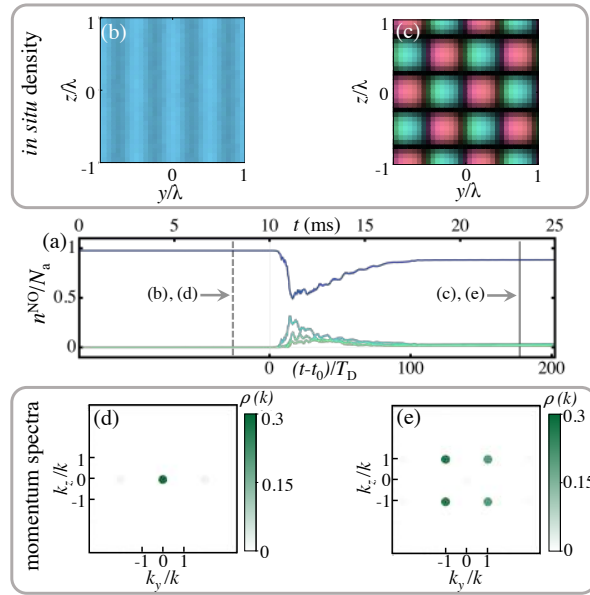 in situ density
(b)
1
z/λ
0
-1
0
1
y/λ
(c)
1
z/λ
0
-1
-1
0
1
y/λ
0
5
10
t (ms)
15
20
25
(a)
1
n^NO/N_a
0.5
0
(b), (d)
(c), (e)
0
(t-t_0)/T_D
100
200
momentum spectra
(d)
ρ (k)
0.3
0.15
0
k_z/k
1
0
-1
-1 0 1
k_y/k
(e)
ρ (k)
0.3
0.15
0
k_z/k
1
0
-1
-1 0 1
k_y/k